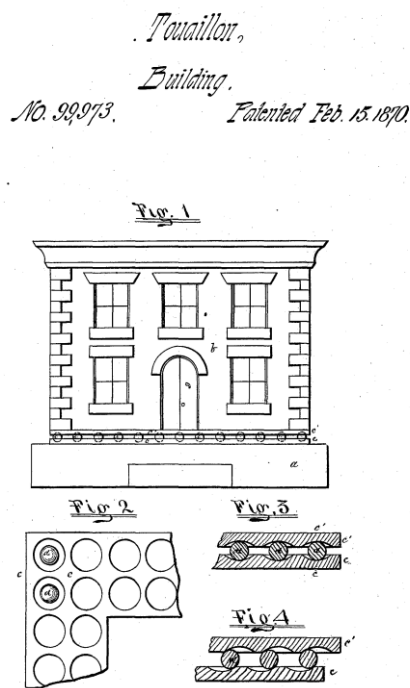 Touaillon,
Building.
No. 99,973. Patented Feb. 15. 1870.
Fig. 1
b
c'
c
a
Fig. 2
Fig. 3
c c
d
d
c'
c'
c
c
Fig 4
c'
c